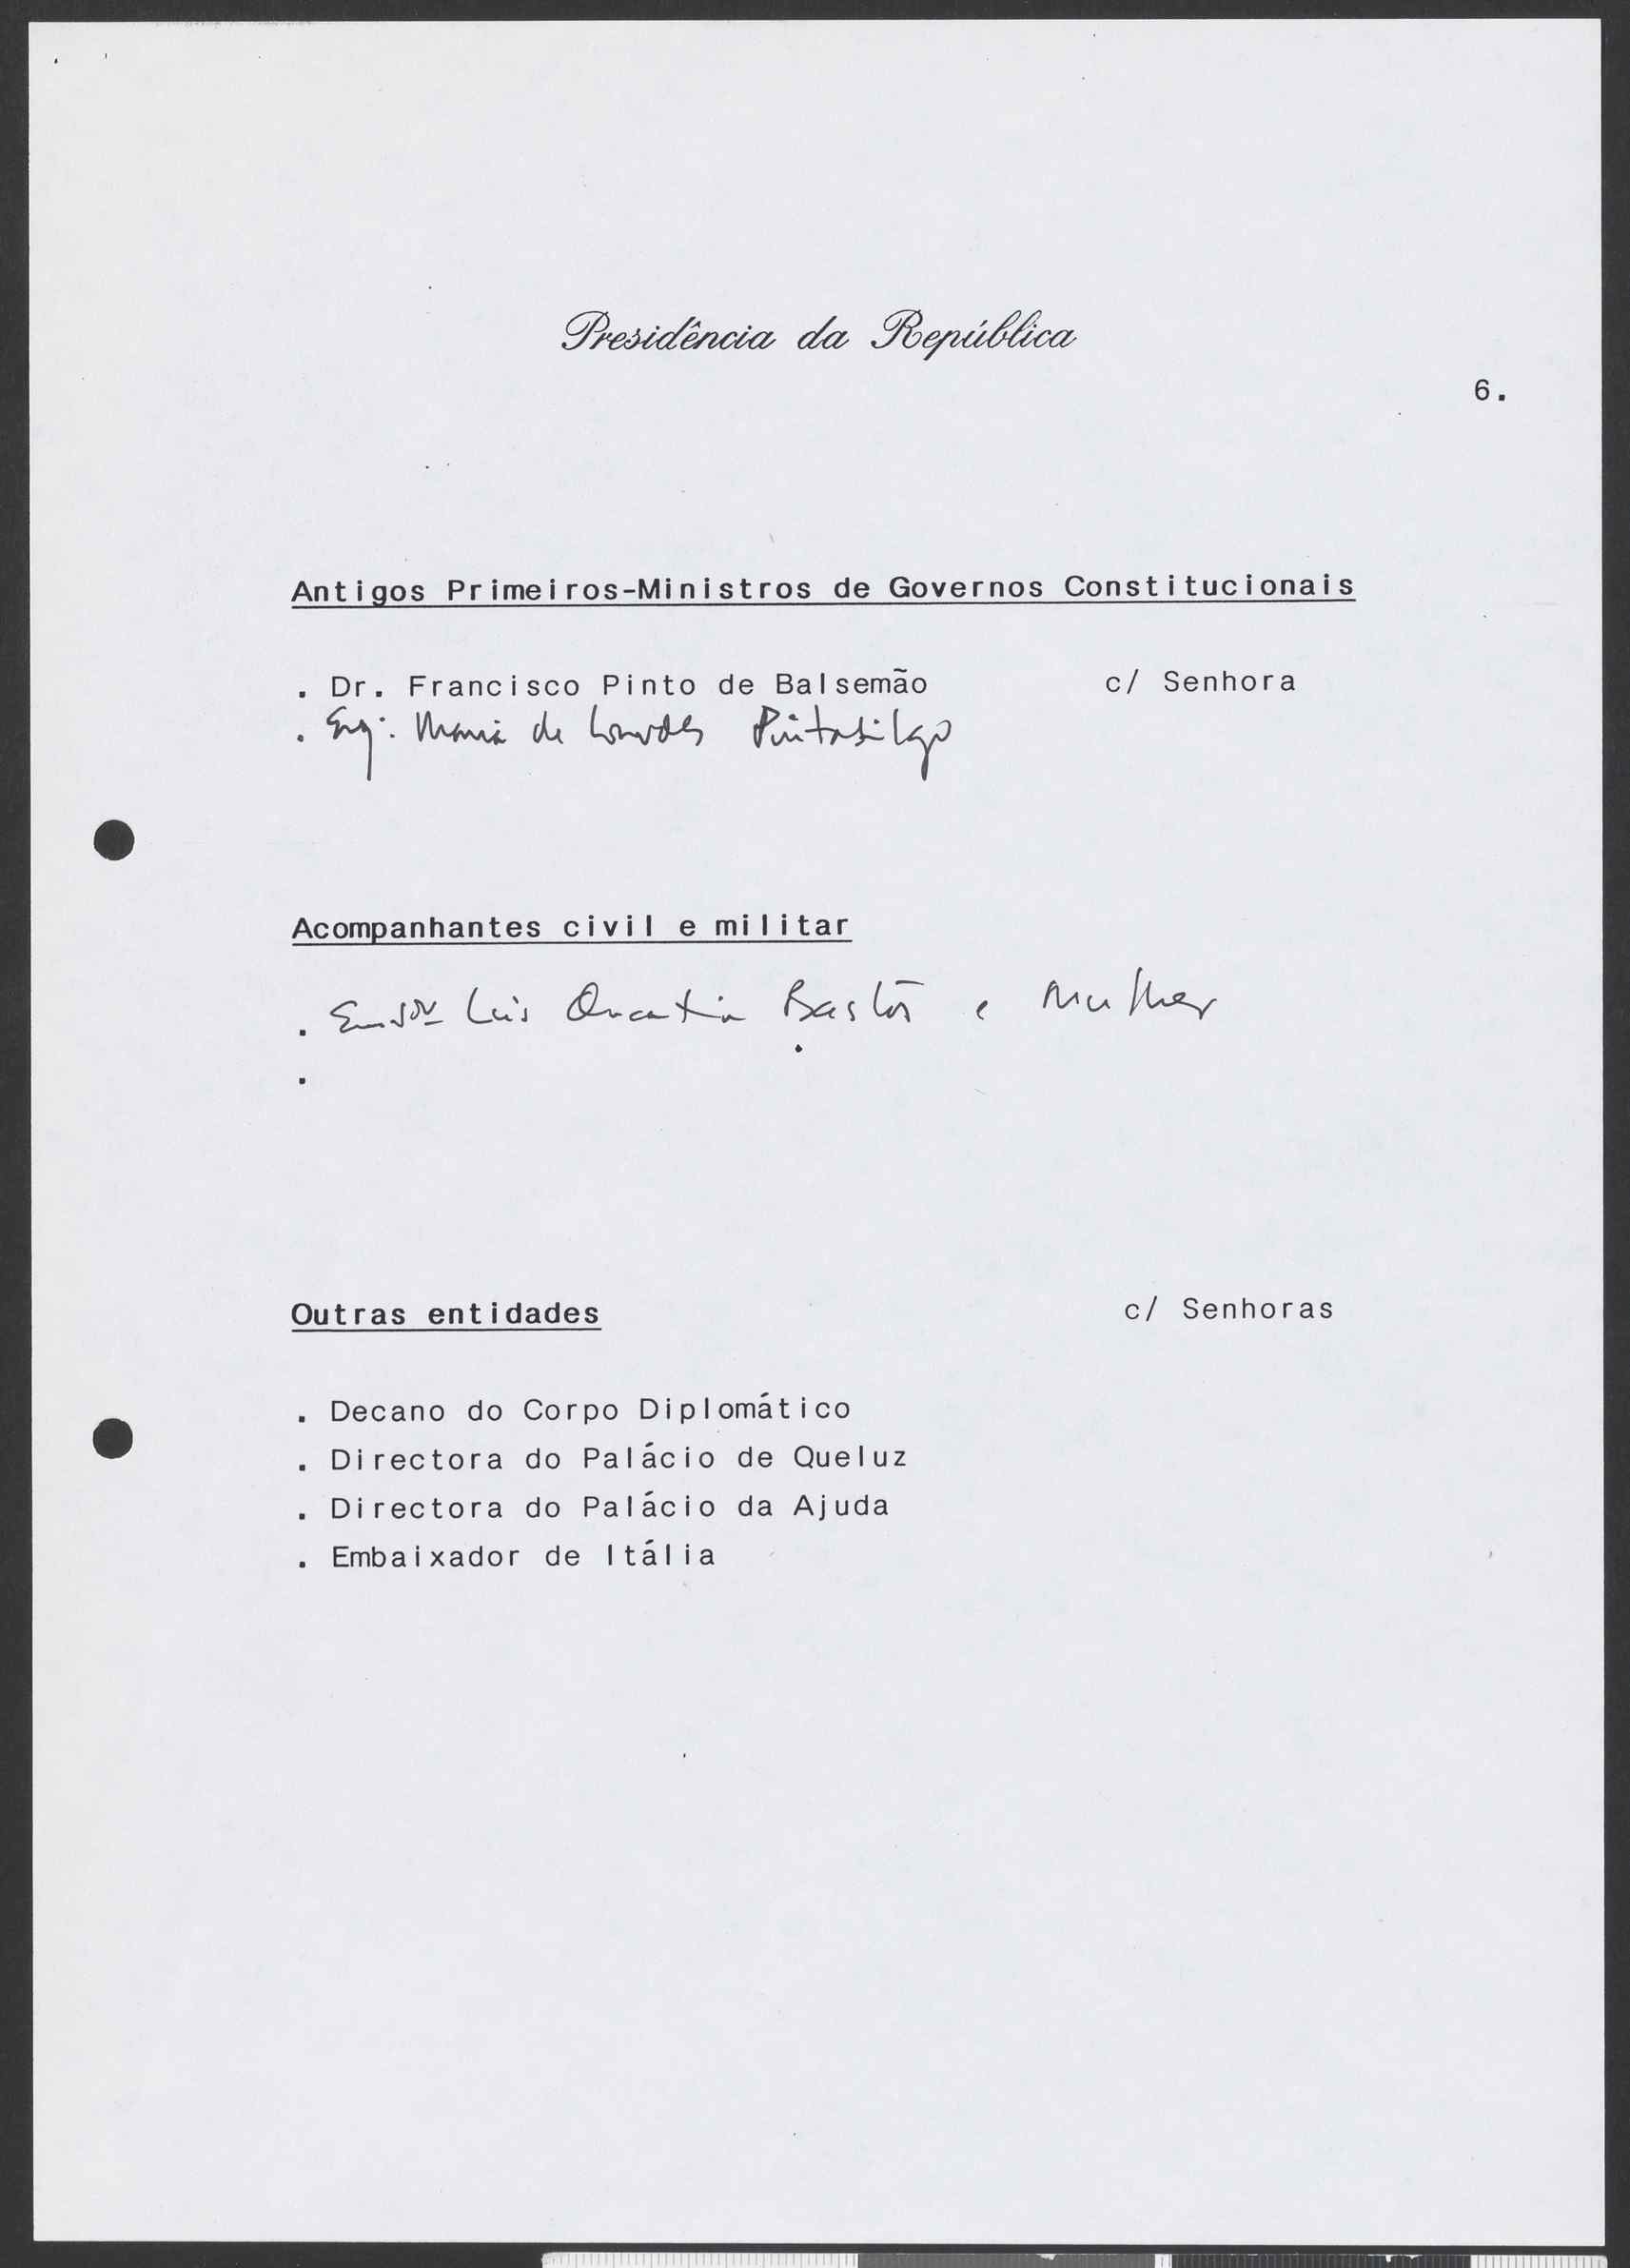 Presidência da República
6.
Antigos Primeiros-Ministros de Governos Constitucionais
. Dr. Francisco Pinto de Balsemão c/ Senhora
. Eng. Maria de Lourdes Pintasilgo
Acompanhantes civil e militar
. Luis Quartin Bastos e Mulher
.
Outras entidades c/ Senhoras
. Decano do Corpo Diplomático
. Directora do Palácio de Queluz
. Directora do Palácio da Ajuda
. Embaixador de Itália